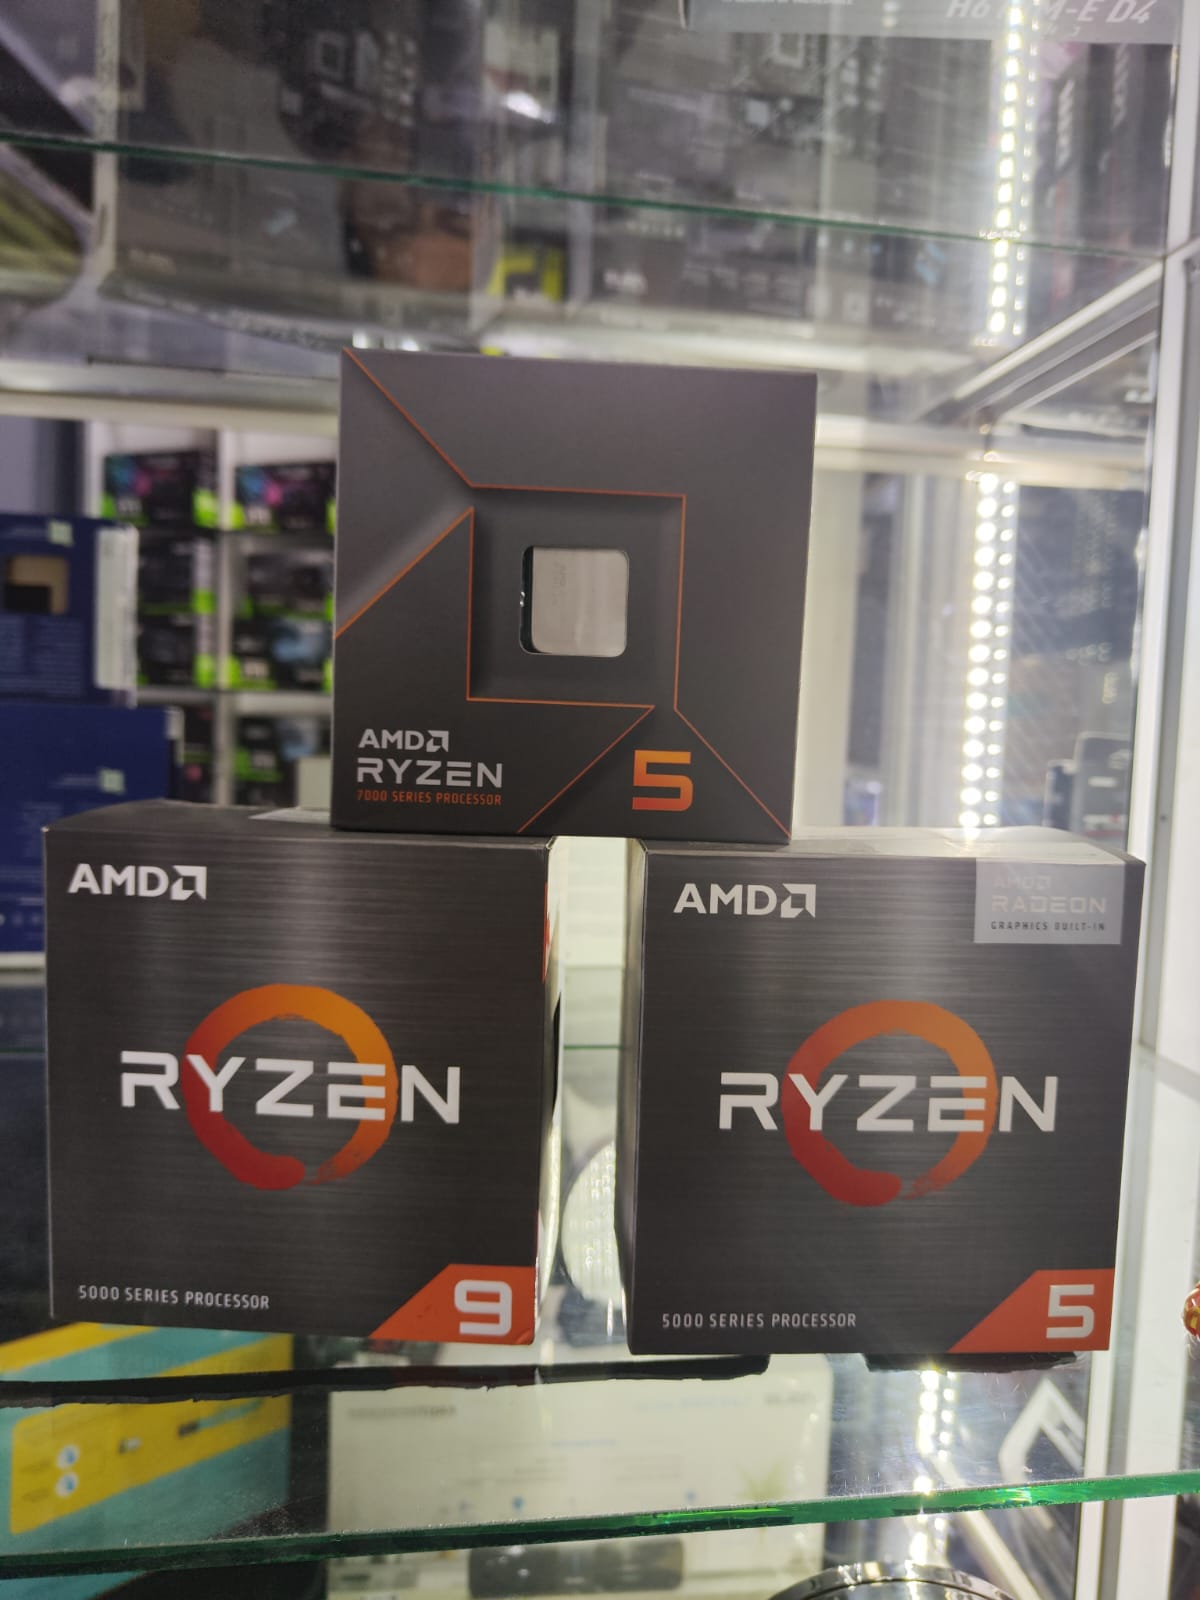 M-E D4
AMD
RYZEN
7000 SERIES PROCESSOR
5
AMD
RYZEN
5000 SERIES PROCESSOR
9
AMD
AMD
RADEON
GRAPHICS BUILT-IN
RYZEN
5000 SERIES PROCESSOR
5